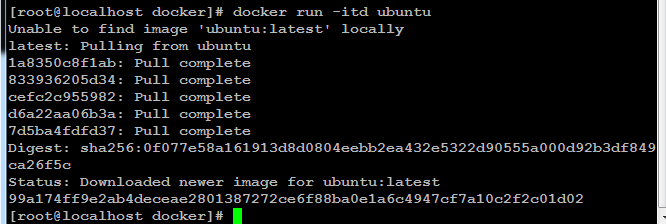 [root@localhost docker]# docker run -itd ubuntu
Unable to find image 'ubuntu:latest' locally
latest: Pulling from ubuntu
1a8350c8f1ab: Pull complete
833936205d34: Pull complete
cefc2c955982: Pull complete
d6a22aa06b3a: Pull complete
7d5ba4fdfd37: Pull complete
Digest: sha256:0f077e58a161913d8d0804eebb2ea432e5322d90555a000d92b3df849
ca26f5c
Status: Downloaded newer image for ubuntu:latest
99a174ff9e2ab4deceae2801387272ce6f88ba0e1a6c4947cf7a10c2f2c01d02
[root@localhost docker]#